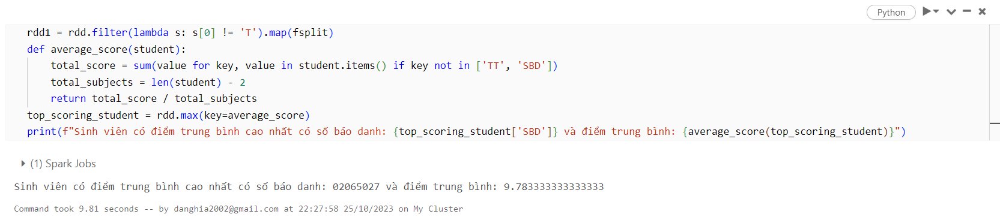 Python
rdd1 = rdd.filter(lambda s: s[0] != 'T').map(fsplit)
def average_score(student):
    total_score = sum(value for key, value in student.items() if key not in ['TT', 'SBD'])
    total_subjects = len(student) - 2
    return total_score / total_subjects
top_scoring_student = rdd.max(key=average_score)
print(f"Sinh viên có điểm trung bình cao nhất có số báo danh: {top_scoring_student['SBD']} và điểm trung bình: {average_score(top_scoring_student)}")
(1) Spark Jobs
Sinh viên có điểm trung bình cao nhất có số báo danh: 02065027 và điểm trung bình: 9.783333333333333
Command took 9.81 seconds -- by danghia2002@gmail.com at 22:27:58 25/10/2023 on My Cluster